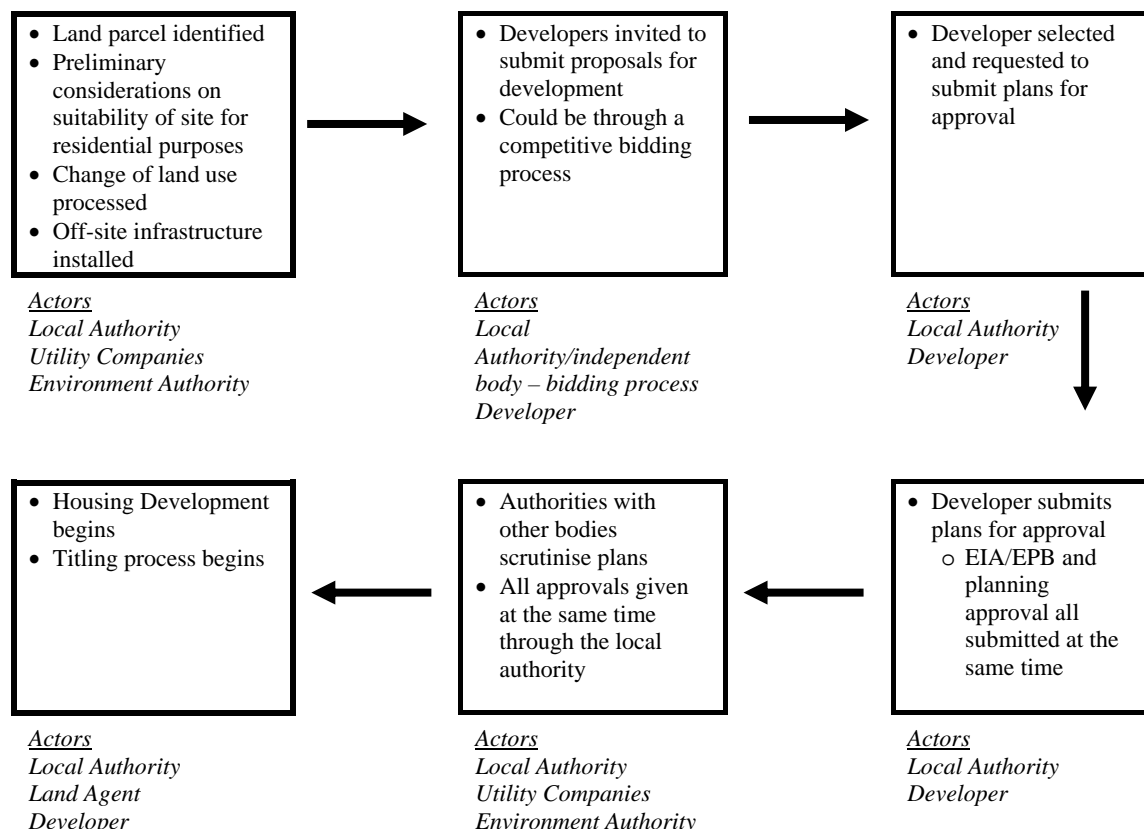 • Land parcel identified
• Preliminary
considerations on
suitability of site for
residential purposes
• Change of land use
processed
• Off-site infrastructure
installed
Actors
Local Authority
Utility Companies
Environment Authority
• Developers invited to
submit proposals for
development
• Could be through a
competitive bidding
process
Actors
Local
Authority/independent
body – bidding process
Developer
• Developer selected
and requested to
submit plans for
approval
Actors
Local Authority
Developer
• Developer submits
plans for approval
o EIA/EPB and
planning
approval all
submitted at the
same time
Actors
Local Authority
Developer
• Authorities with
other bodies
scrutinise plans
• All approvals given
at the same time
through the local
authority
Actors
Local Authority
Utility Companies
Environment Authority
• Housing Development
begins
• Titling process begins
Actors
Local Authority
Land Agent
Developer